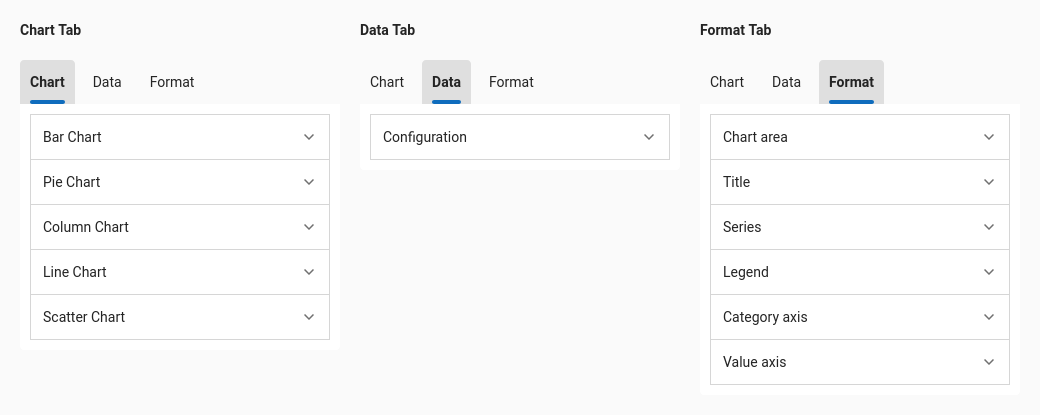 Chart Tab
Chart Data Format
Bar Chart
Pie Chart
Column Chart
Line Chart
Scatter Chart
Data Tab
Chart Data Format
Configuration
Format Tab
Chart Data Format
Chart area
Title
Series
Legend
Category axis
Value axis